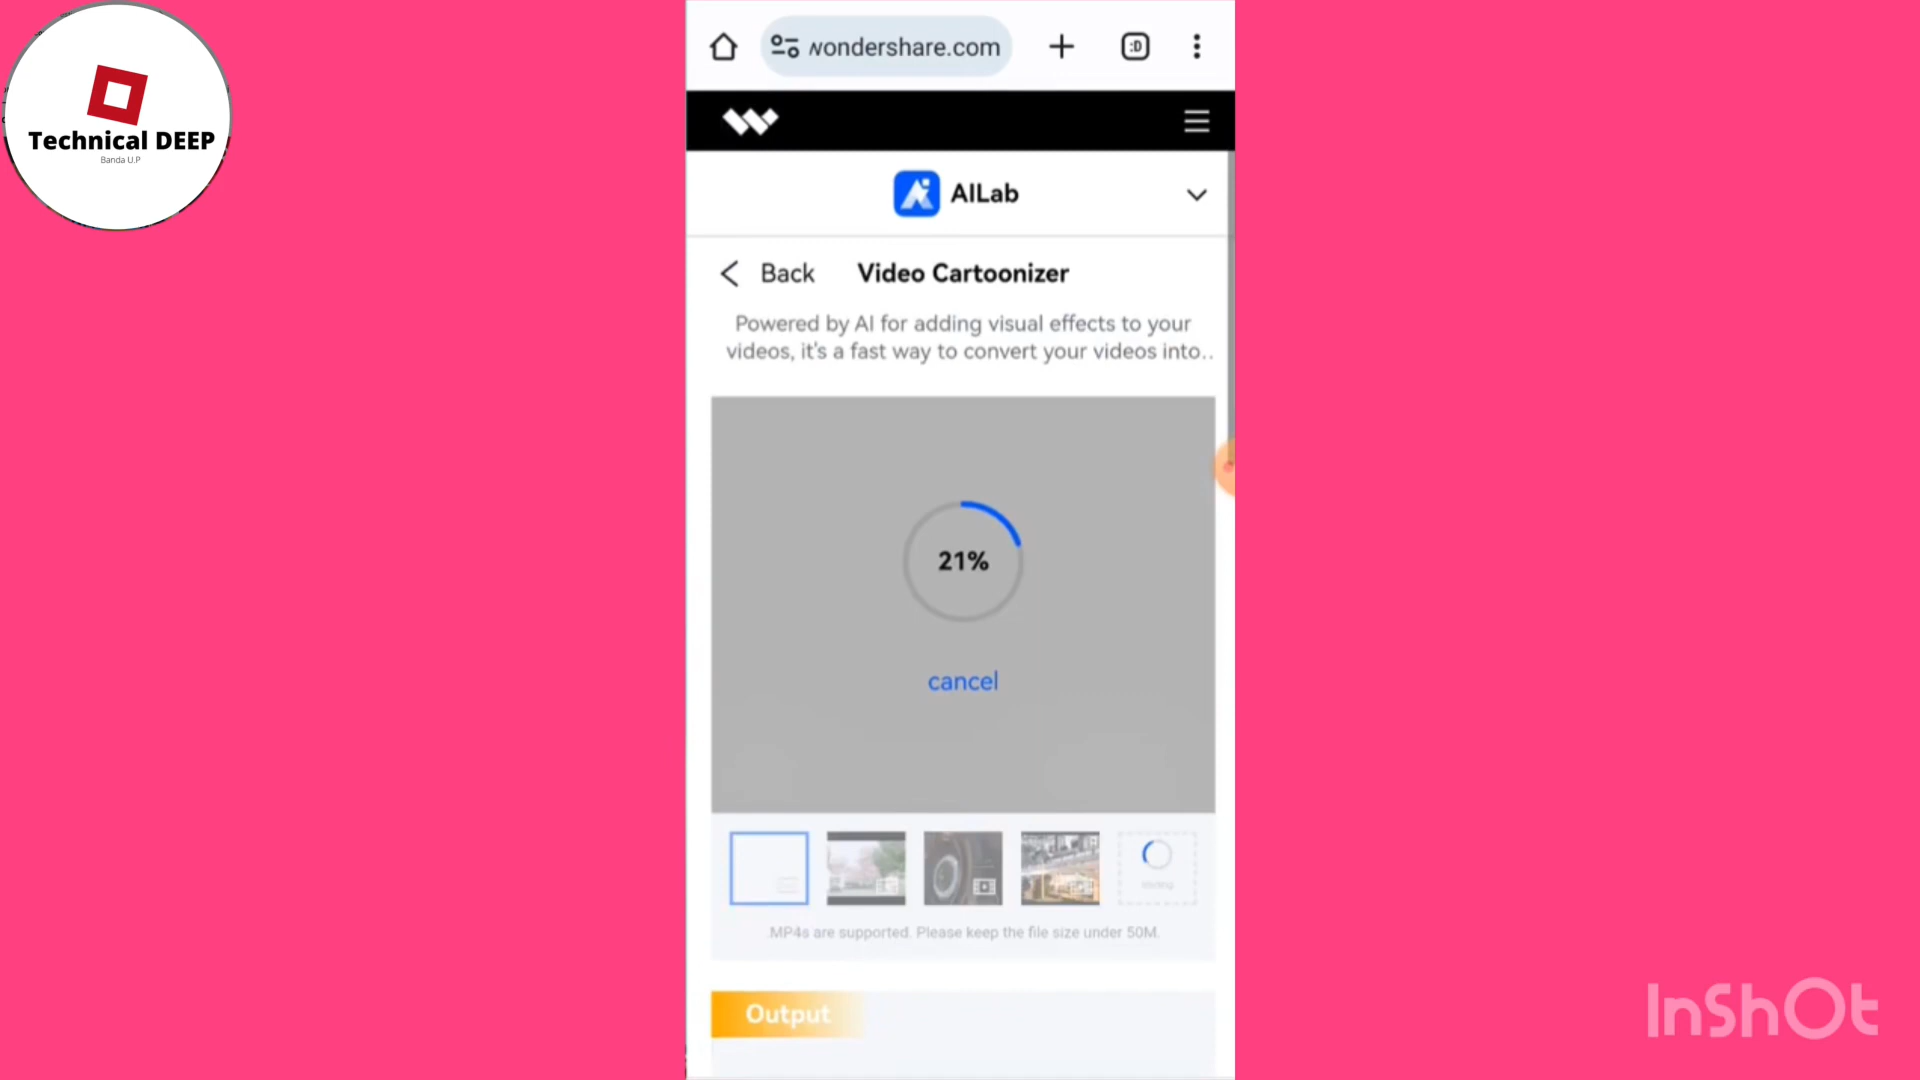 Technical DEEP
Banda U.P
wondershare.com
:D
AILab
Back
Video Cartoonizer
Powered by AI for adding visual effects to your
videos, it's a fast way to convert your videos into..
21%
cancel
MP4s are supported. Please keep the file size under 50M.
Output
InShOt